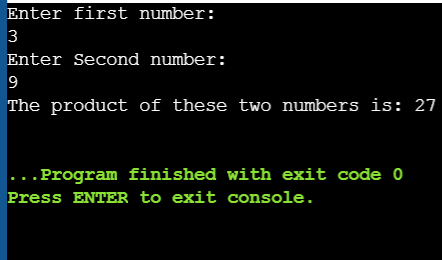 Enter first number:
3
Enter Second number:
9
The product of these two numbers is: 27
...Program finished with exit code 0
Press ENTER to exit console.